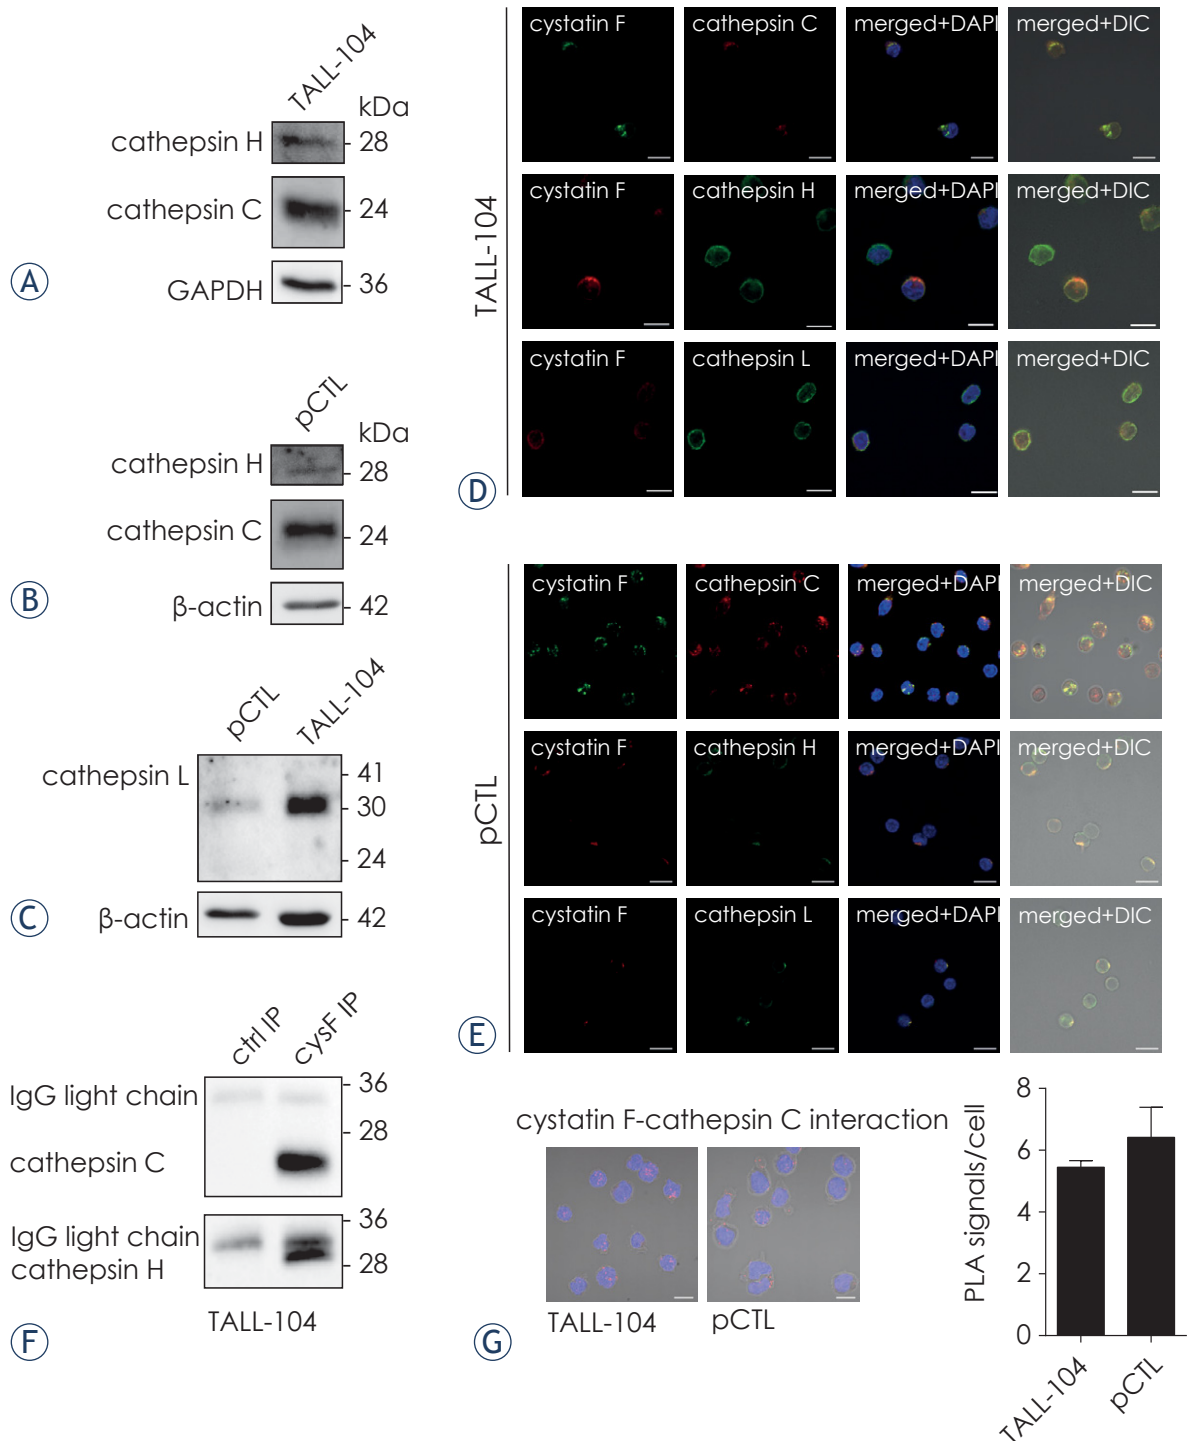 TALL-104
kDa
cathepsin H
28
cathepsin C
24
GAPDH
36
A
pCTL
kDa
cathepsin H
28
cathepsin C
24
β-actin
42
B
pCTL
TALL-104
cathepsin L
41
30
24
β-actin
42
C
TALL-104
cystatin F
cathepsin C
merged+DAPI
merged+DIC
cystatin F
cathepsin H
merged+DAPI
merged+DIC
cystatin F
cathepsin L
merged+DAPI
merged+DIC
D
pCTL
cystatin F
cathepsin C
merged+DAPI
merged+DIC
cystatin F
cathepsin H
merged+DAPI
merged+DIC
cystatin F
cathepsin L
merged+DAPI
merged+DIC
E
ctrl IP
cysF IP
IgG light chain
36
28
cathepsin C
IgG light chain
36
cathepsin H
28
TALL-104
F
cystatin F-cathepsin C interaction
TALL-104
pCTL
G
PLA signals/cell
8
6
4
2
0
TALL-104
pCTL